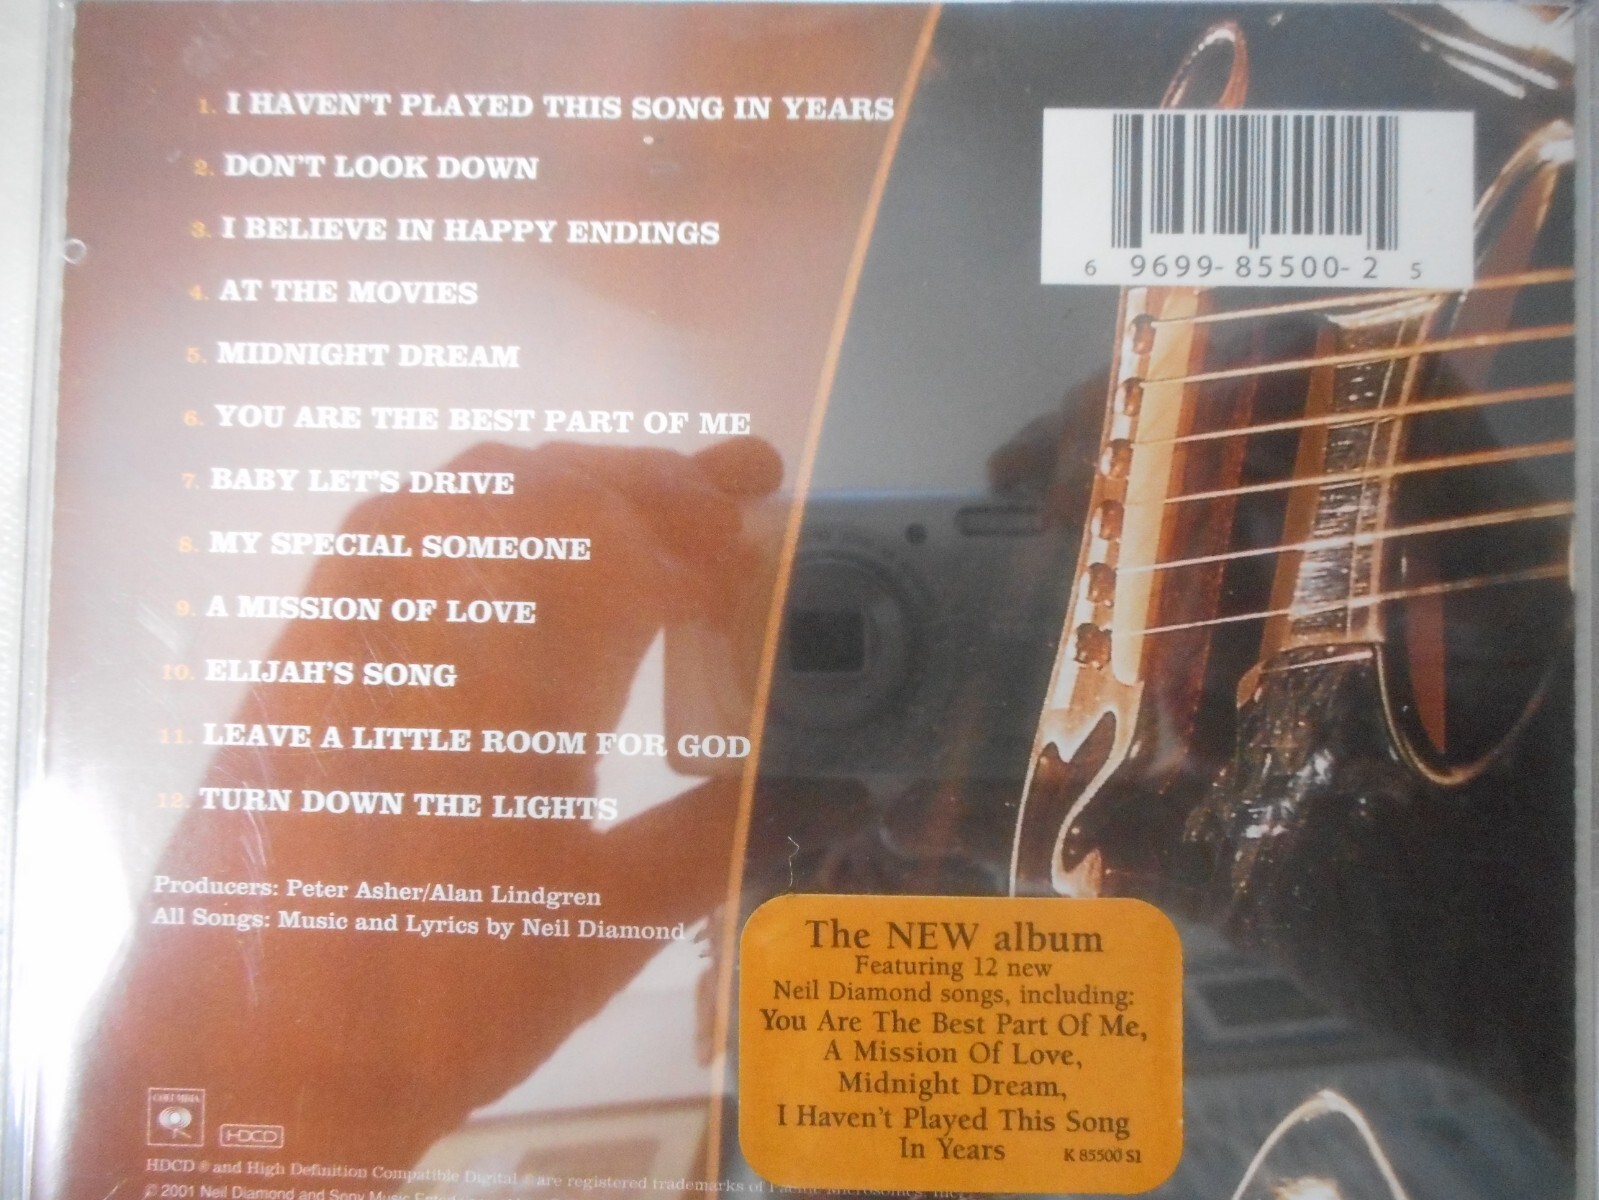 1. I HAVEN'T PLAYED THIS SONG IN YEARS
2. DON'T LOOK DOWN
3. I BELIEVE IN HAPPY ENDINGS
4. AT THE MOVIES
5. MIDNIGHT DREAM
6. YOU ARE THE BEST PART OF ME
7. BABY LET'S DRIVE
8. MY SPECIAL SOMEONE
9. A MISSION OF LOVE
10. ELIJAH'S SONG
11. LEAVE A LITTLE ROOM FOR GOD
12. TURN DOWN THE LIGHTS
Producers: Peter Asher/Alan Lindgren
All Songs: Music and Lyrics by Neil Diamond
6 9699-85500-2 5
The NEW album
Featuring 12 new
Neil Diamond songs, including:
You Are The Best Part Of Me,
A Mission Of Love,
Midnight Dream,
I Haven't Played This Song
In Years
K 85500 S1
COLUMBIA
HDCD
HDCD ® and High Definition Compatible Digital ® are registered trademarks of
© 2001 Neil Diamond and Sony Music